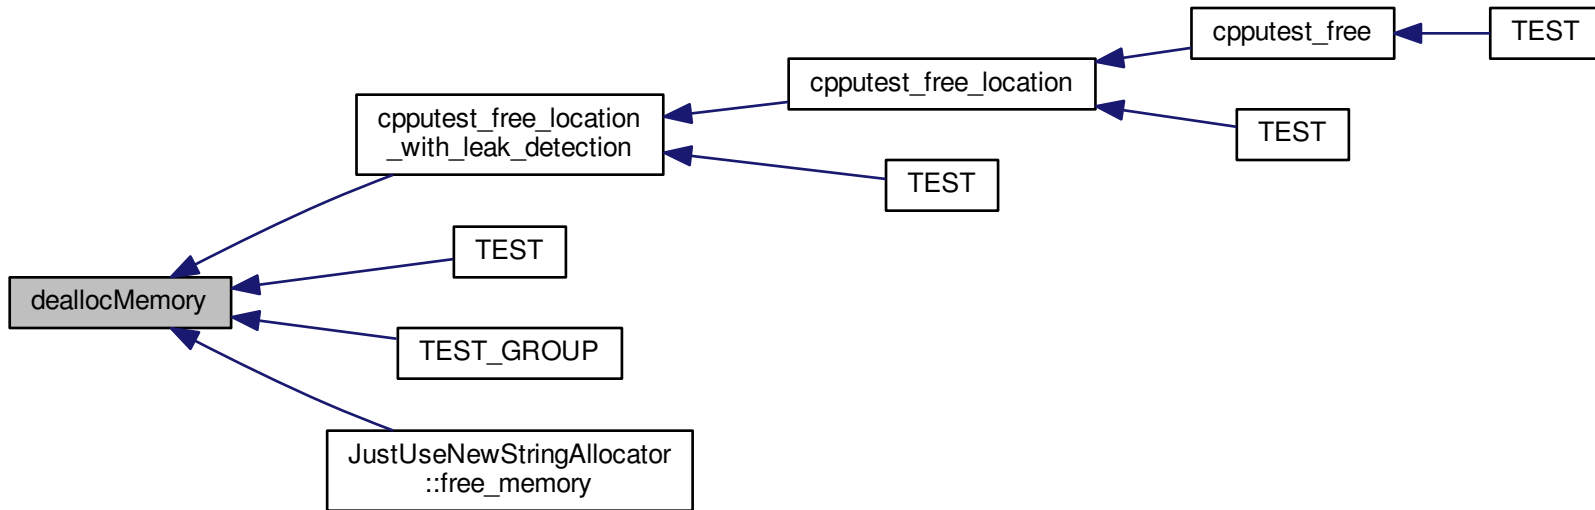 cpputest_free
TEST
cpputest_free_location
cpputest_free_location
_with_leak_detection
TEST
TEST
TEST
deallocMemory
TEST_GROUP
JustUseNewStringAllocator
::free_memory